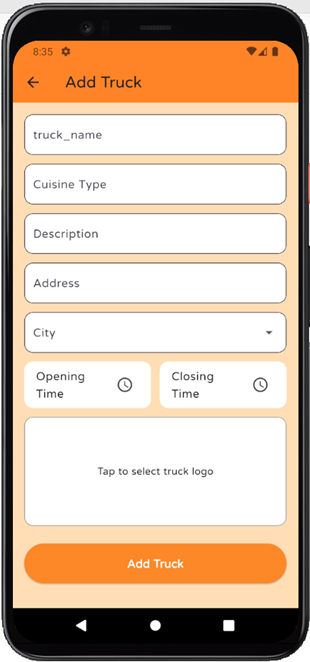 8:35
Add Truck
truck_name
Cuisine Type
Description
Address
City
Opening Time
Closing Time
Tap to select truck logo
Add Truck